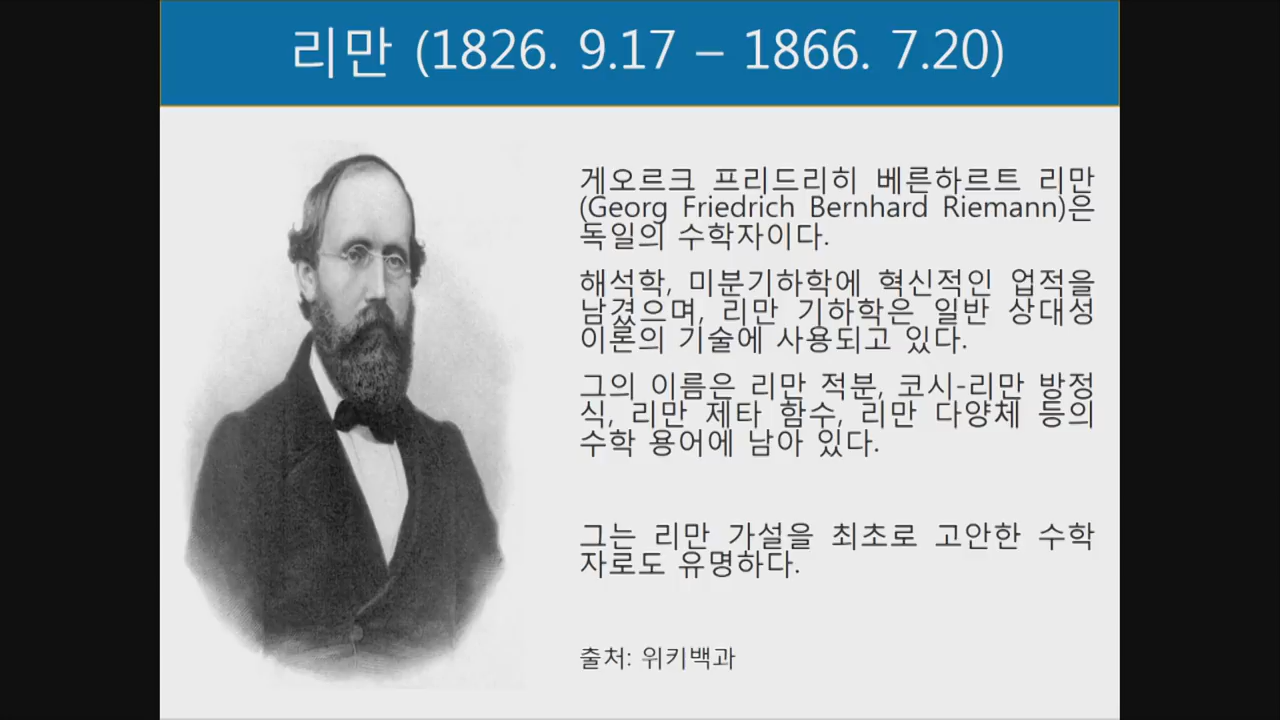 리만 (1826. 9.17 – 1866. 7.20)
게오르크 프리드리히 베른하르트 리만
(Georg Friedrich Bernhard Riemann)은
독일의 수학자이다.
해석학, 미분기하학에 혁신적인 업적을
남겼으며, 리만 기하학은 일반 상대성
이론의 기술에 사용되고 있다.
그의 이름은 리만 적분, 코시-리만 방정
식, 리만 제타 함수, 리만 다양체 등의
수학 용어에 남아 있다.
그는 리만 가설을 최초로 고안한 수학
자로도 유명하다.
출처: 위키백과